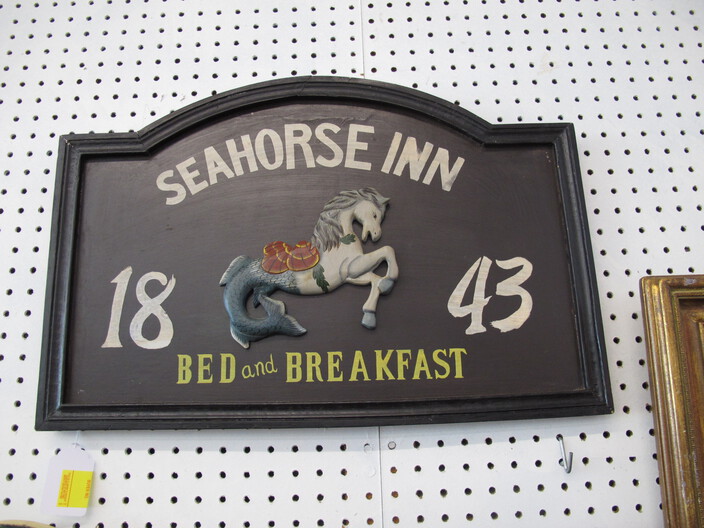 SEAHORSE INN
18 43
BED and BREAKFAST